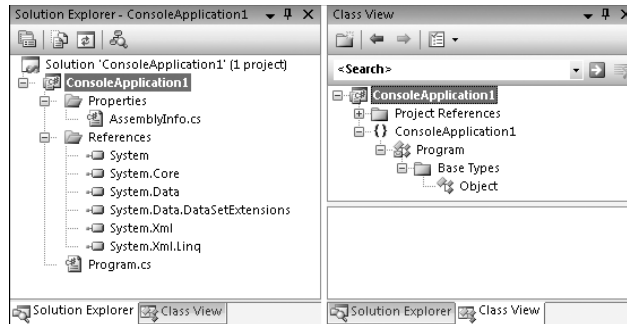 Solution Explorer - ConsoleApplication1
Solution 'ConsoleApplication1' (1 project)
ConsoleApplication1
Properties
AssemblyInfo.cs
References
System
System.Core
System.Data
System.Data.DataSetExtensions
System.Xml
System.Xml.Linq
Program.cs
Solution Explorer Class View
Class View
<Search>
ConsoleApplication1
Project References
{} ConsoleApplication1
Program
Base Types
Object
Solution Explorer Class View